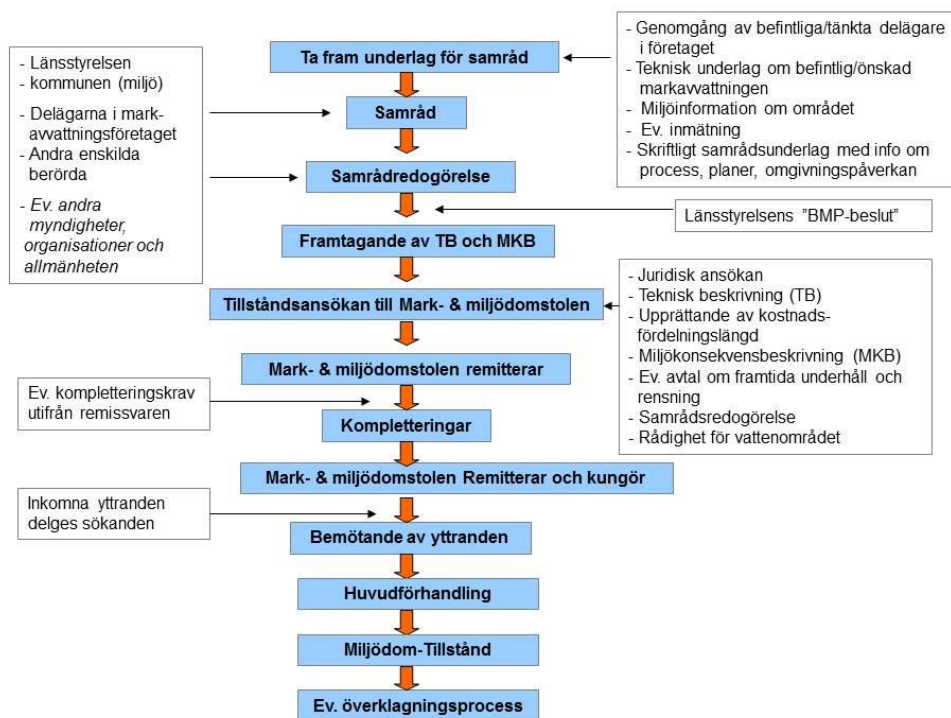 Ta fram underlag för samråd
- Genomgång av befintliga/tänkta delägare
i företaget
- Teknisk underlag om befintlig/önskad
markavvattningen
- Miljöinformation om området
- Ev. inmätning
- Skriftligt samrådsunderlag med info om
process, planer, omgivningspåverkan
- Länsstyrelsen
- kommunen (miljö)
- Delägarna i mark-
avvattningsföretaget
- Andra enskilda
berörda
- Ev. andra
myndigheter,
organisationer och
allmänheten
Samråd
Samrådredogörelse
Länsstyrelsens ”BMP-beslut”
Framtagande av TB och MKB
Tillståndsansökan till Mark- & miljödomstolen
- Juridisk ansökan
- Teknisk beskrivning (TB)
- Upprättande av kostnads-
fördelningslängd
- Miljökonsekvensbeskrivning (MKB)
- Ev. avtal om framtida underhåll och
rensning
- Samrådsredogörelse
- Rådighet för vattenområdet
Mark- & miljödomstolen remitterar
Ev. kompletteringskrav
utifrån remissvaren
Kompletteringar
Mark- & miljödomstolen Remitterar och kungör
Inkomna yttranden
delges sökanden
Bemötande av yttranden
Huvudförhandling
Miljödom-Tillstånd
Ev. överklagningsprocess